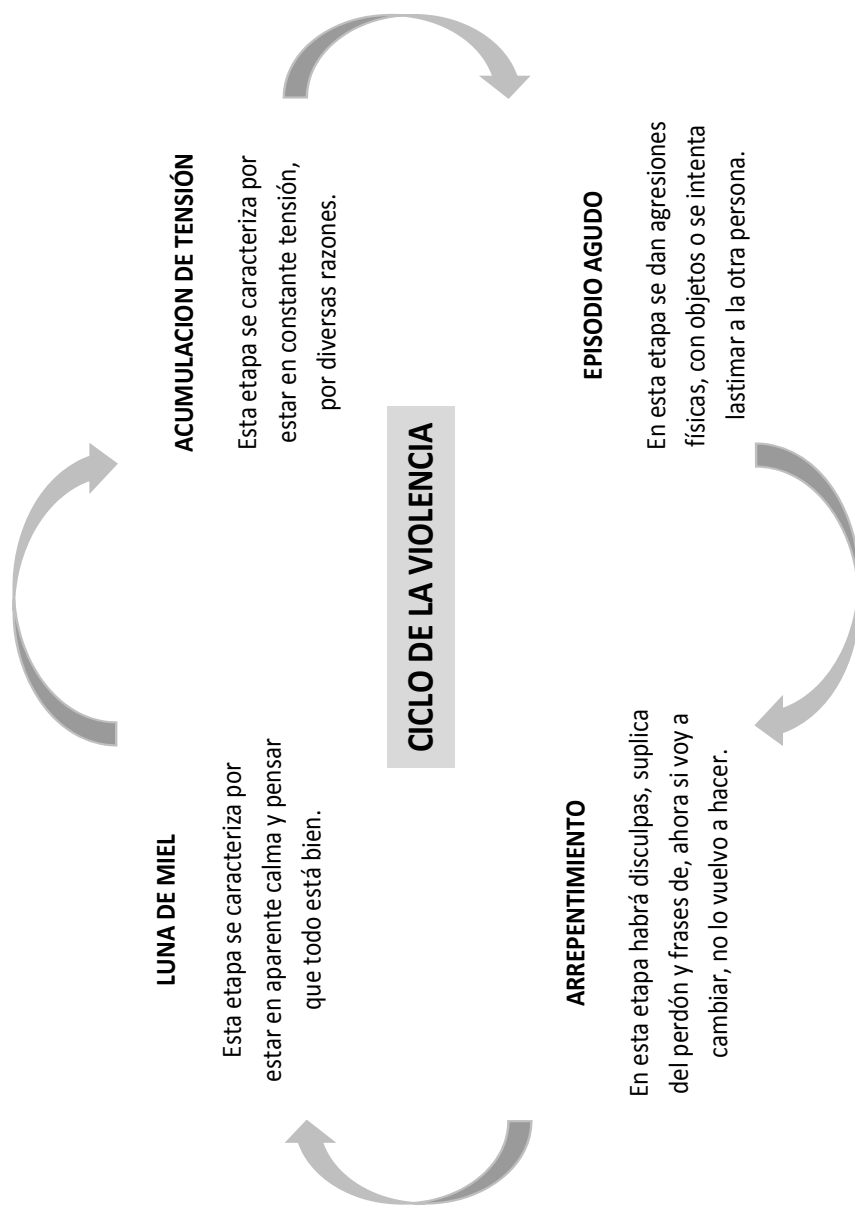 LUNA DE MIEL
Esta etapa se caracteriza por
estar en aparente calma y pensar
que todo está bien.
ACUMULACION DE TENSIÓN
Esta etapa se caracteriza por
estar en constante tensión,
por diversas razones.
CICLO DE LA VIOLENCIA
ARREPENTIMIENTO
En esta etapa habrá disculpas, suplica
del perdón y frases de, ahora si voy a
cambiar, no lo vuelvo a hacer.
EPISODIO AGUDO
En esta etapa se dan agresiones
físicas, con objetos o se intenta
lastimar a la otra persona.